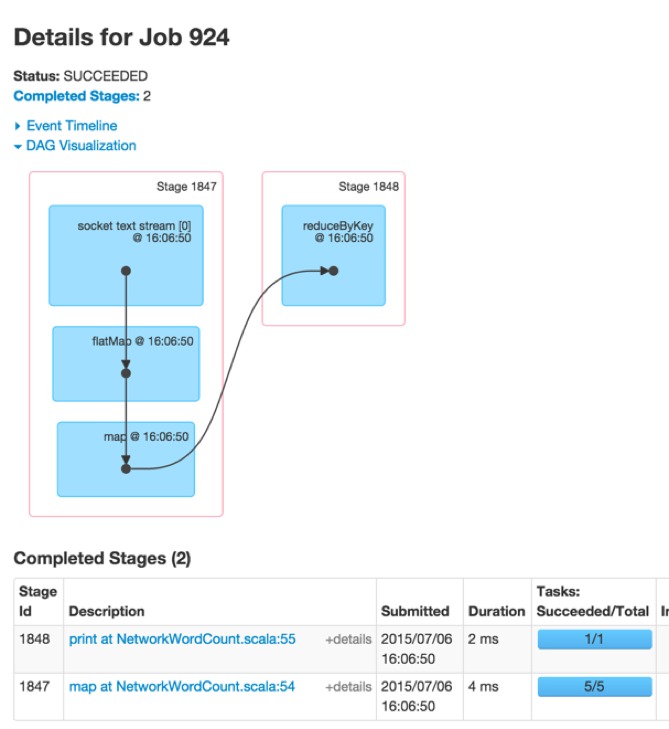 Details for Job 924
Status: SUCCEEDED
Completed Stages: 2
Event Timeline
DAG Visualization
Stage 1847
socket text stream [0]
@ 16:06:50
flatMap @ 16:06:50
map @ 16:06:50
Stage 1848
reduceByKey
@ 16:06:50
Completed Stages (2)
Stage Id Description Submitted Duration Tasks: Succeeded/Total
1848 print at NetworkWordCount.scala:55 +details 2015/07/06 16:06:50 2 ms 1/1
1847 map at NetworkWordCount.scala:54 +details 2015/07/06 16:06:50 4 ms 5/5